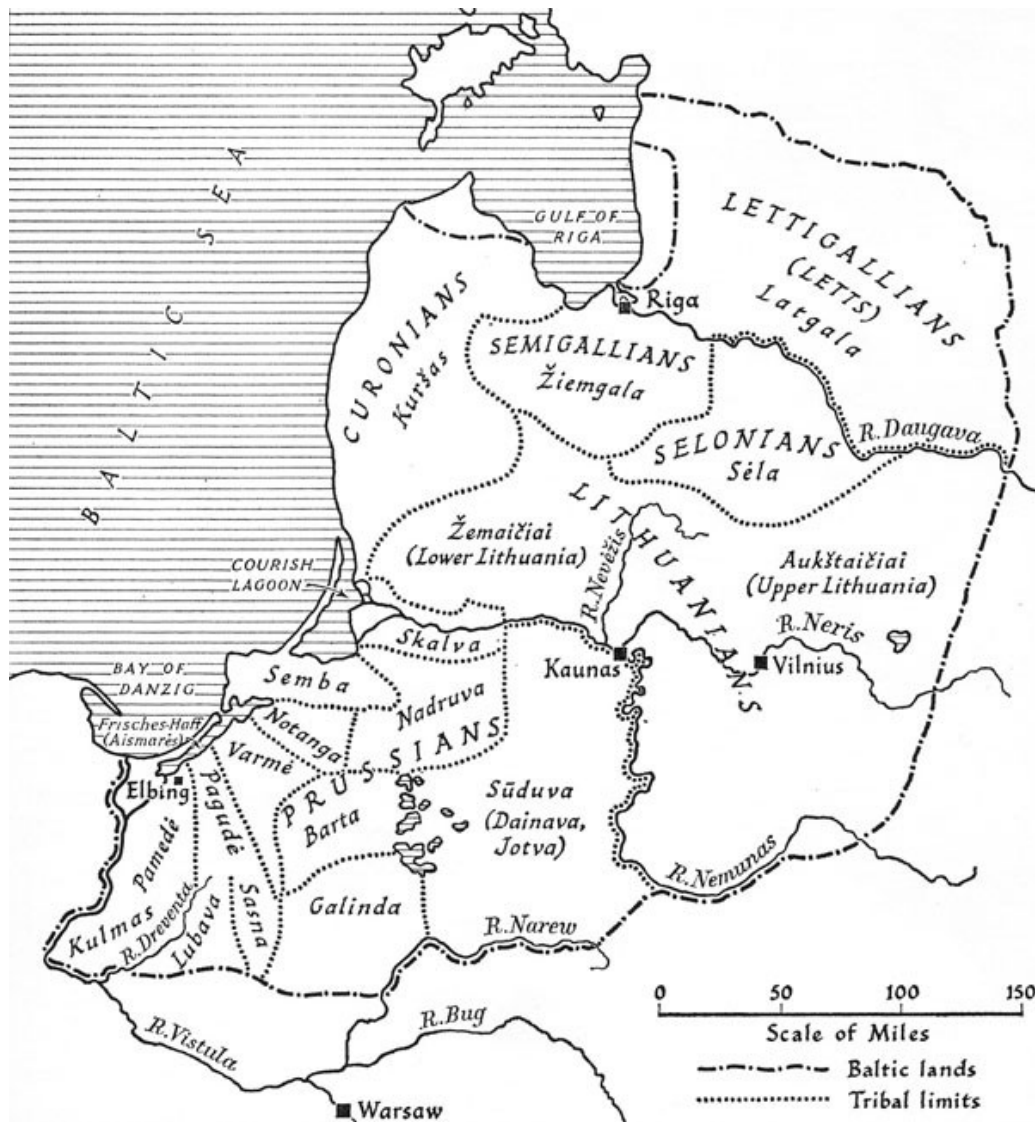 BALTIC SEA
GULF OF
RIGA
Riga
LETTIGALLIANS
(LETTS)
Latgala
CURONIANS
Kuršas
SEMIGALLIANS
Žiemgala
SELONIANS
Sėla
R. Daugava
LITHUANIANS
Žemaičiai
(Lower Lithuania)
R. Nevėžis
Aukštaičiai
(Upper Lithuania)
R. Neris
COURISH
LAGOON
Kaunas
Vilnius
Skalva
BAY OF
DANZIG
Semba
Nadruva
Frisches-Haff
(Aismarės)
Notanga
Varmė
PRUSSIANS
Elbing
Pagudė
Barta
Sūduva
(Dainava,
Jotva)
Pamedė
R. Nemunas
Kulmas
R. Dreventa
Lubava
Sasna
Galinda
R. Narew
R. Vistula
R. Bug
Warsaw
0 50 100 150
Scale of Miles
Baltic lands
Tribal limits